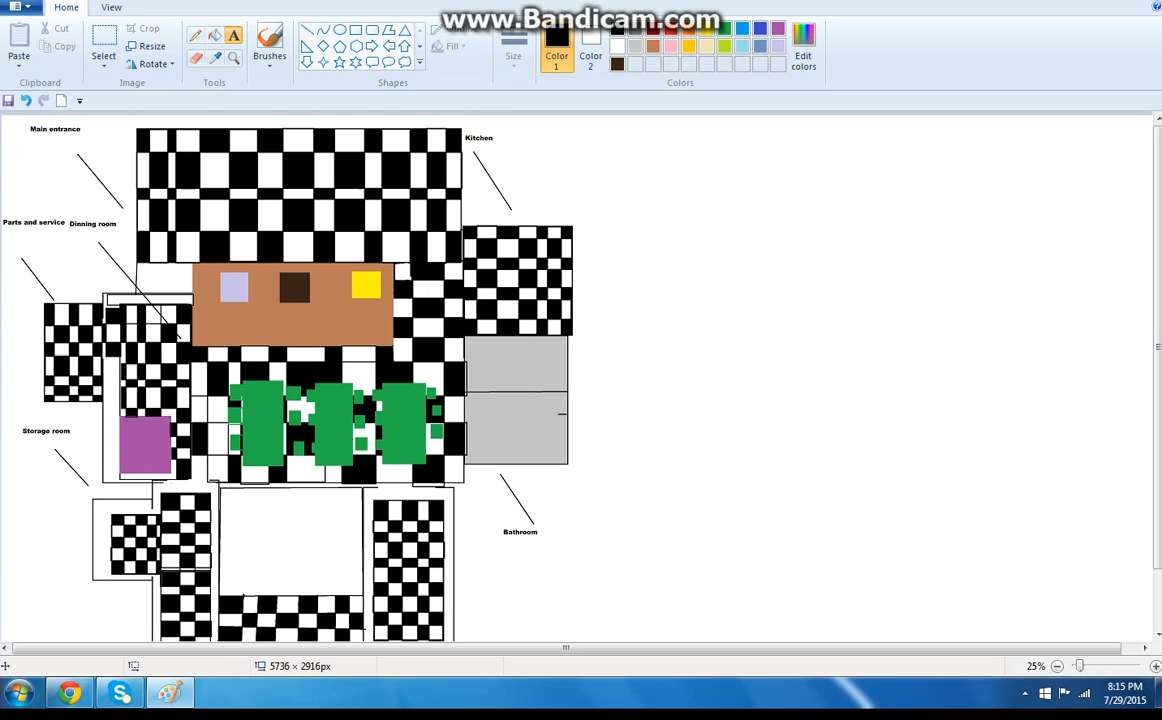 www.Bandicam.com
Home
View
Paste
Cut
Copy
Clipboard
Select
Crop
Resize
Rotate
Image
Tools
Brushes
Shapes
Fill
Size
Color
1
Color
2
Edit
colors
Colors
Main entrance
Kitchen
Parts and service
Dinning room
Storage room
Bathroom
5736 × 2916px
25%
8:15 PM
7/29/2015